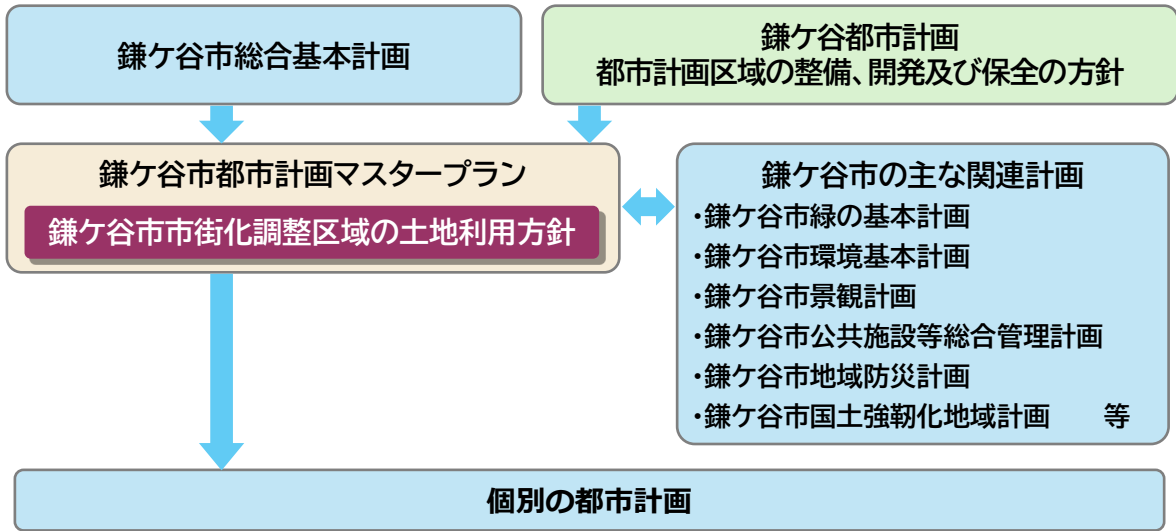 鎌ケ谷市総合基本計画
鎌ケ谷都市計画
都市計画区域の整備、開発及び保全の方針
鎌ケ谷市都市計画マスタープラン
鎌ケ谷市市街化調整区域の土地利用方針
鎌ケ谷市の主な関連計画
・鎌ケ谷市緑の基本計画
・鎌ケ谷市環境基本計画
・鎌ケ谷市景観計画
・鎌ケ谷市公共施設等総合管理計画
・鎌ケ谷市地域防災計画
・鎌ケ谷市国土強靭化地域計画　　等
個別の都市計画